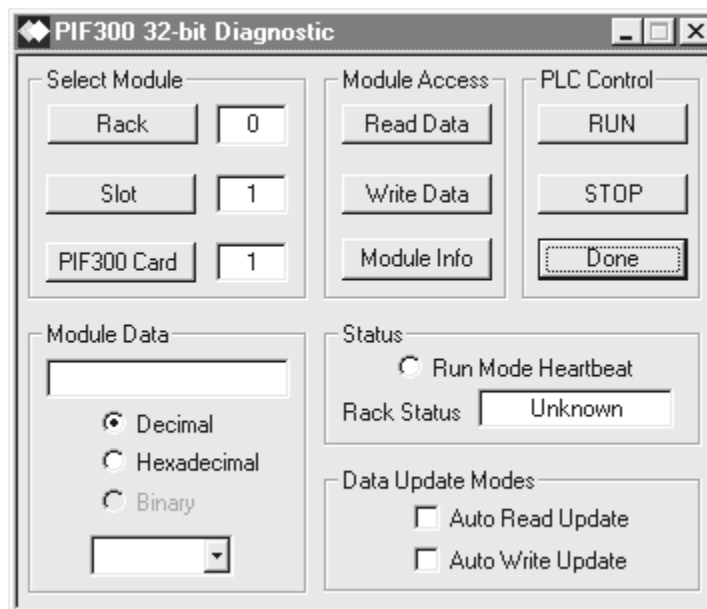 PIF300 32-bit Diagnostic
Select Module
Rack 0
Slot 1
PIF300 Card 1
Module Access
Read Data
Write Data
Module Info
PLC Control
RUN
STOP
Done
Module Data
Decimal
Hexadecimal
Binary
Status
Run Mode Heartbeat
Rack Status Unknown
Data Update Modes
Auto Read Update
Auto Write Update